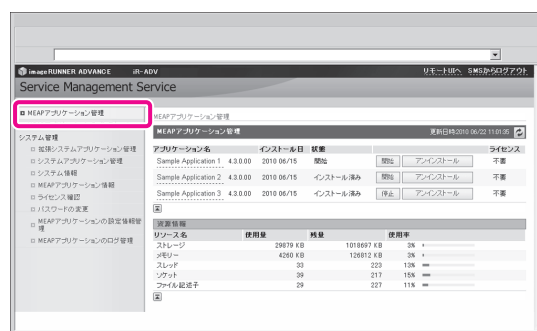 imageRUNNER ADVANCE iR-ADV リモートUIへ SMSからログアウト
Service Management Service
MEAPアプリケーション管理
システム管理
拡張システムアプリケーション管理
システムアプリケーション管理
システム情報
MEAPアプリケーション情報
ライセンス確認
パスワードの変更
MEAPアプリケーションの設定情報管理
MEAPアプリケーションのログ管理
MEAPアプリケーション管理
MEAPアプリケーション管理 更新日時:2010 06/22 11:01:35
アプリケーション名 インストール日 状態 ライセンス
Sample Application 1 4.3.0.00 2010 06/15 開始 開始 アンインストール 不要
Sample Application 2 4.3.0.00 2010 06/15 インストール済み 開始 アンインストール 不要
Sample Application 3 4.3.0.00 2010 06/15 インストール済み 停止 アンインストール 不要
資源情報
リソース名 使用量 残量 使用率
ストレージ 29879 KB 1018697 KB 3%
メモリー 4260 KB 126812 KB 3%
スレッド 33 223 13%
ソケット 39 217 15%
ファイル記述子 29 227 11%